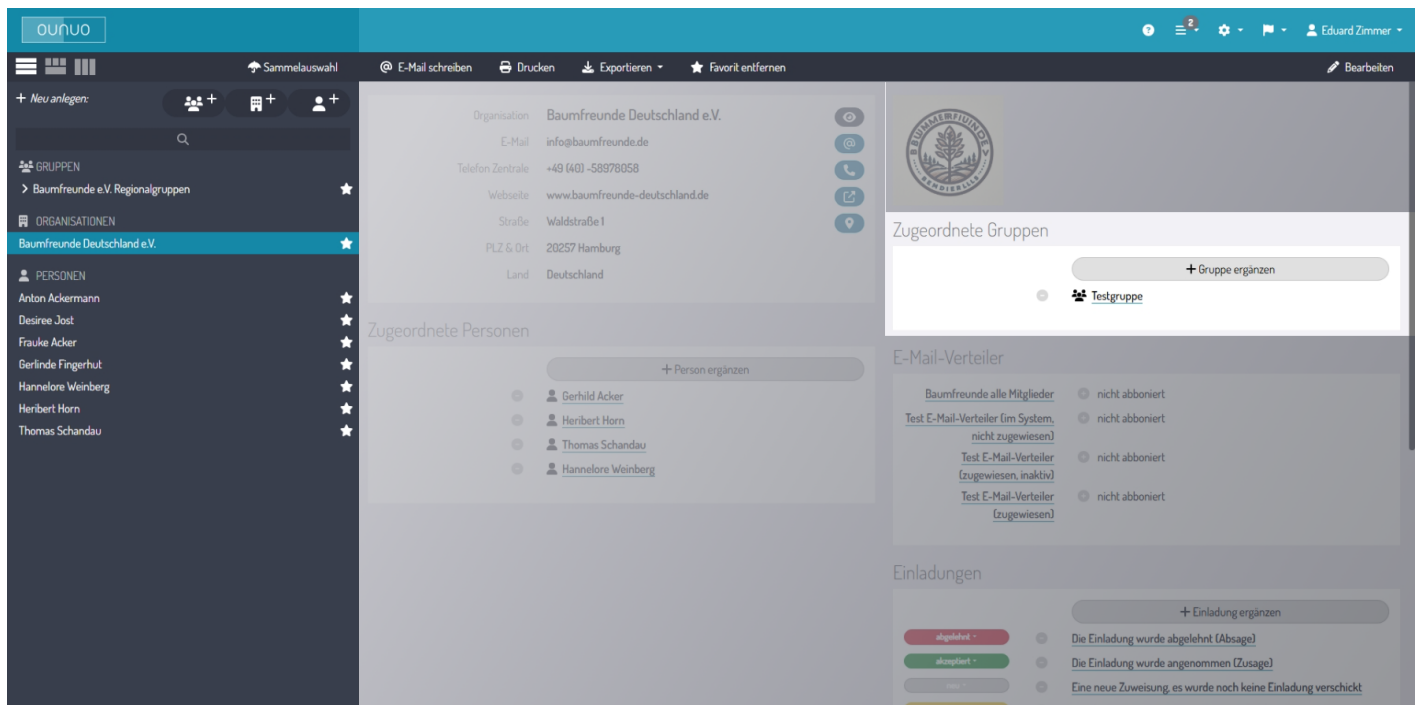 ounuo
2
Eduard Zimmer
Sammelauswahl
E-Mail schreiben
Drucken
Exportieren
Favorit entfernen
Bearbeiten
+ Neu anlegen:
GRUPPEN
Baumfreunde e.V. Regionalgruppen
ORGANISATIONEN
Baumfreunde Deutschland e.V.
PERSONEN
Anton Ackermann
Desiree Jost
Frauke Acker
Gerlinde Fingerhut
Hannelore Weinberg
Heribert Horn
Thomas Schandau
Organisation Baumfreunde Deutschland e.V.
E-Mail info@baumfreunde.de
Telefon Zentrale +49 (40) -58978058
Webseite www.baumfreunde-deutschland.de
Straße Waldstraße 1
PLZ & Ort 20257 Hamburg
Land Deutschland
Zugeordnete Personen
+ Person ergänzen
Gerhild Acker
Heribert Horn
Thomas Schandau
Hannelore Weinberg
Zugeordnete Gruppen
+ Gruppe ergänzen
Testgruppe
E-Mail-Verteiler
Baumfreunde alle Mitglieder nicht abboniert
Test E-Mail-Verteiler (im System, nicht abboniert
nicht zugewiesen)
Test E-Mail-Verteiler nicht abboniert
(zugewiesen, inaktiv)
Test E-Mail-Verteiler nicht abboniert
(zugewiesen)
Einladungen
+ Einladung ergänzen
abgelehnt Die Einladung wurde abgelehnt (Absage)
akzeptiert Die Einladung wurde angenommen (Zusage)
Eine neue Zuweisung, es wurde noch keine Einladung verschickt